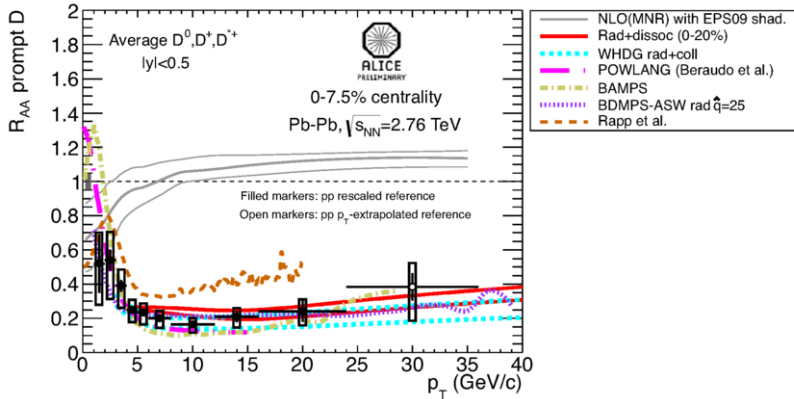 R_AA prompt D
2
1.8
1.6
1.4
1.2
1
0.8
0.6
0.4
0.2
0
Average D⁰,D⁺,D*⁺
|y|<0.5
ALICE
PRELIMINARY
0-7.5% centrality
Pb-Pb, √s_NN=2.76 TeV
Filled markers: pp rescaled reference
Open markers: pp p_T-extrapolated reference
0 5 10 15 20 25 30 35 40
p_T (GeV/c)
NLO(MNR) with EPS09 shad.
Rad+dissoc (0-20%)
WHDG rad+coll
POWLANG (Beraudo et al.)
BAMPS
BDMPS-ASW rad q̂=25
Rapp et al.